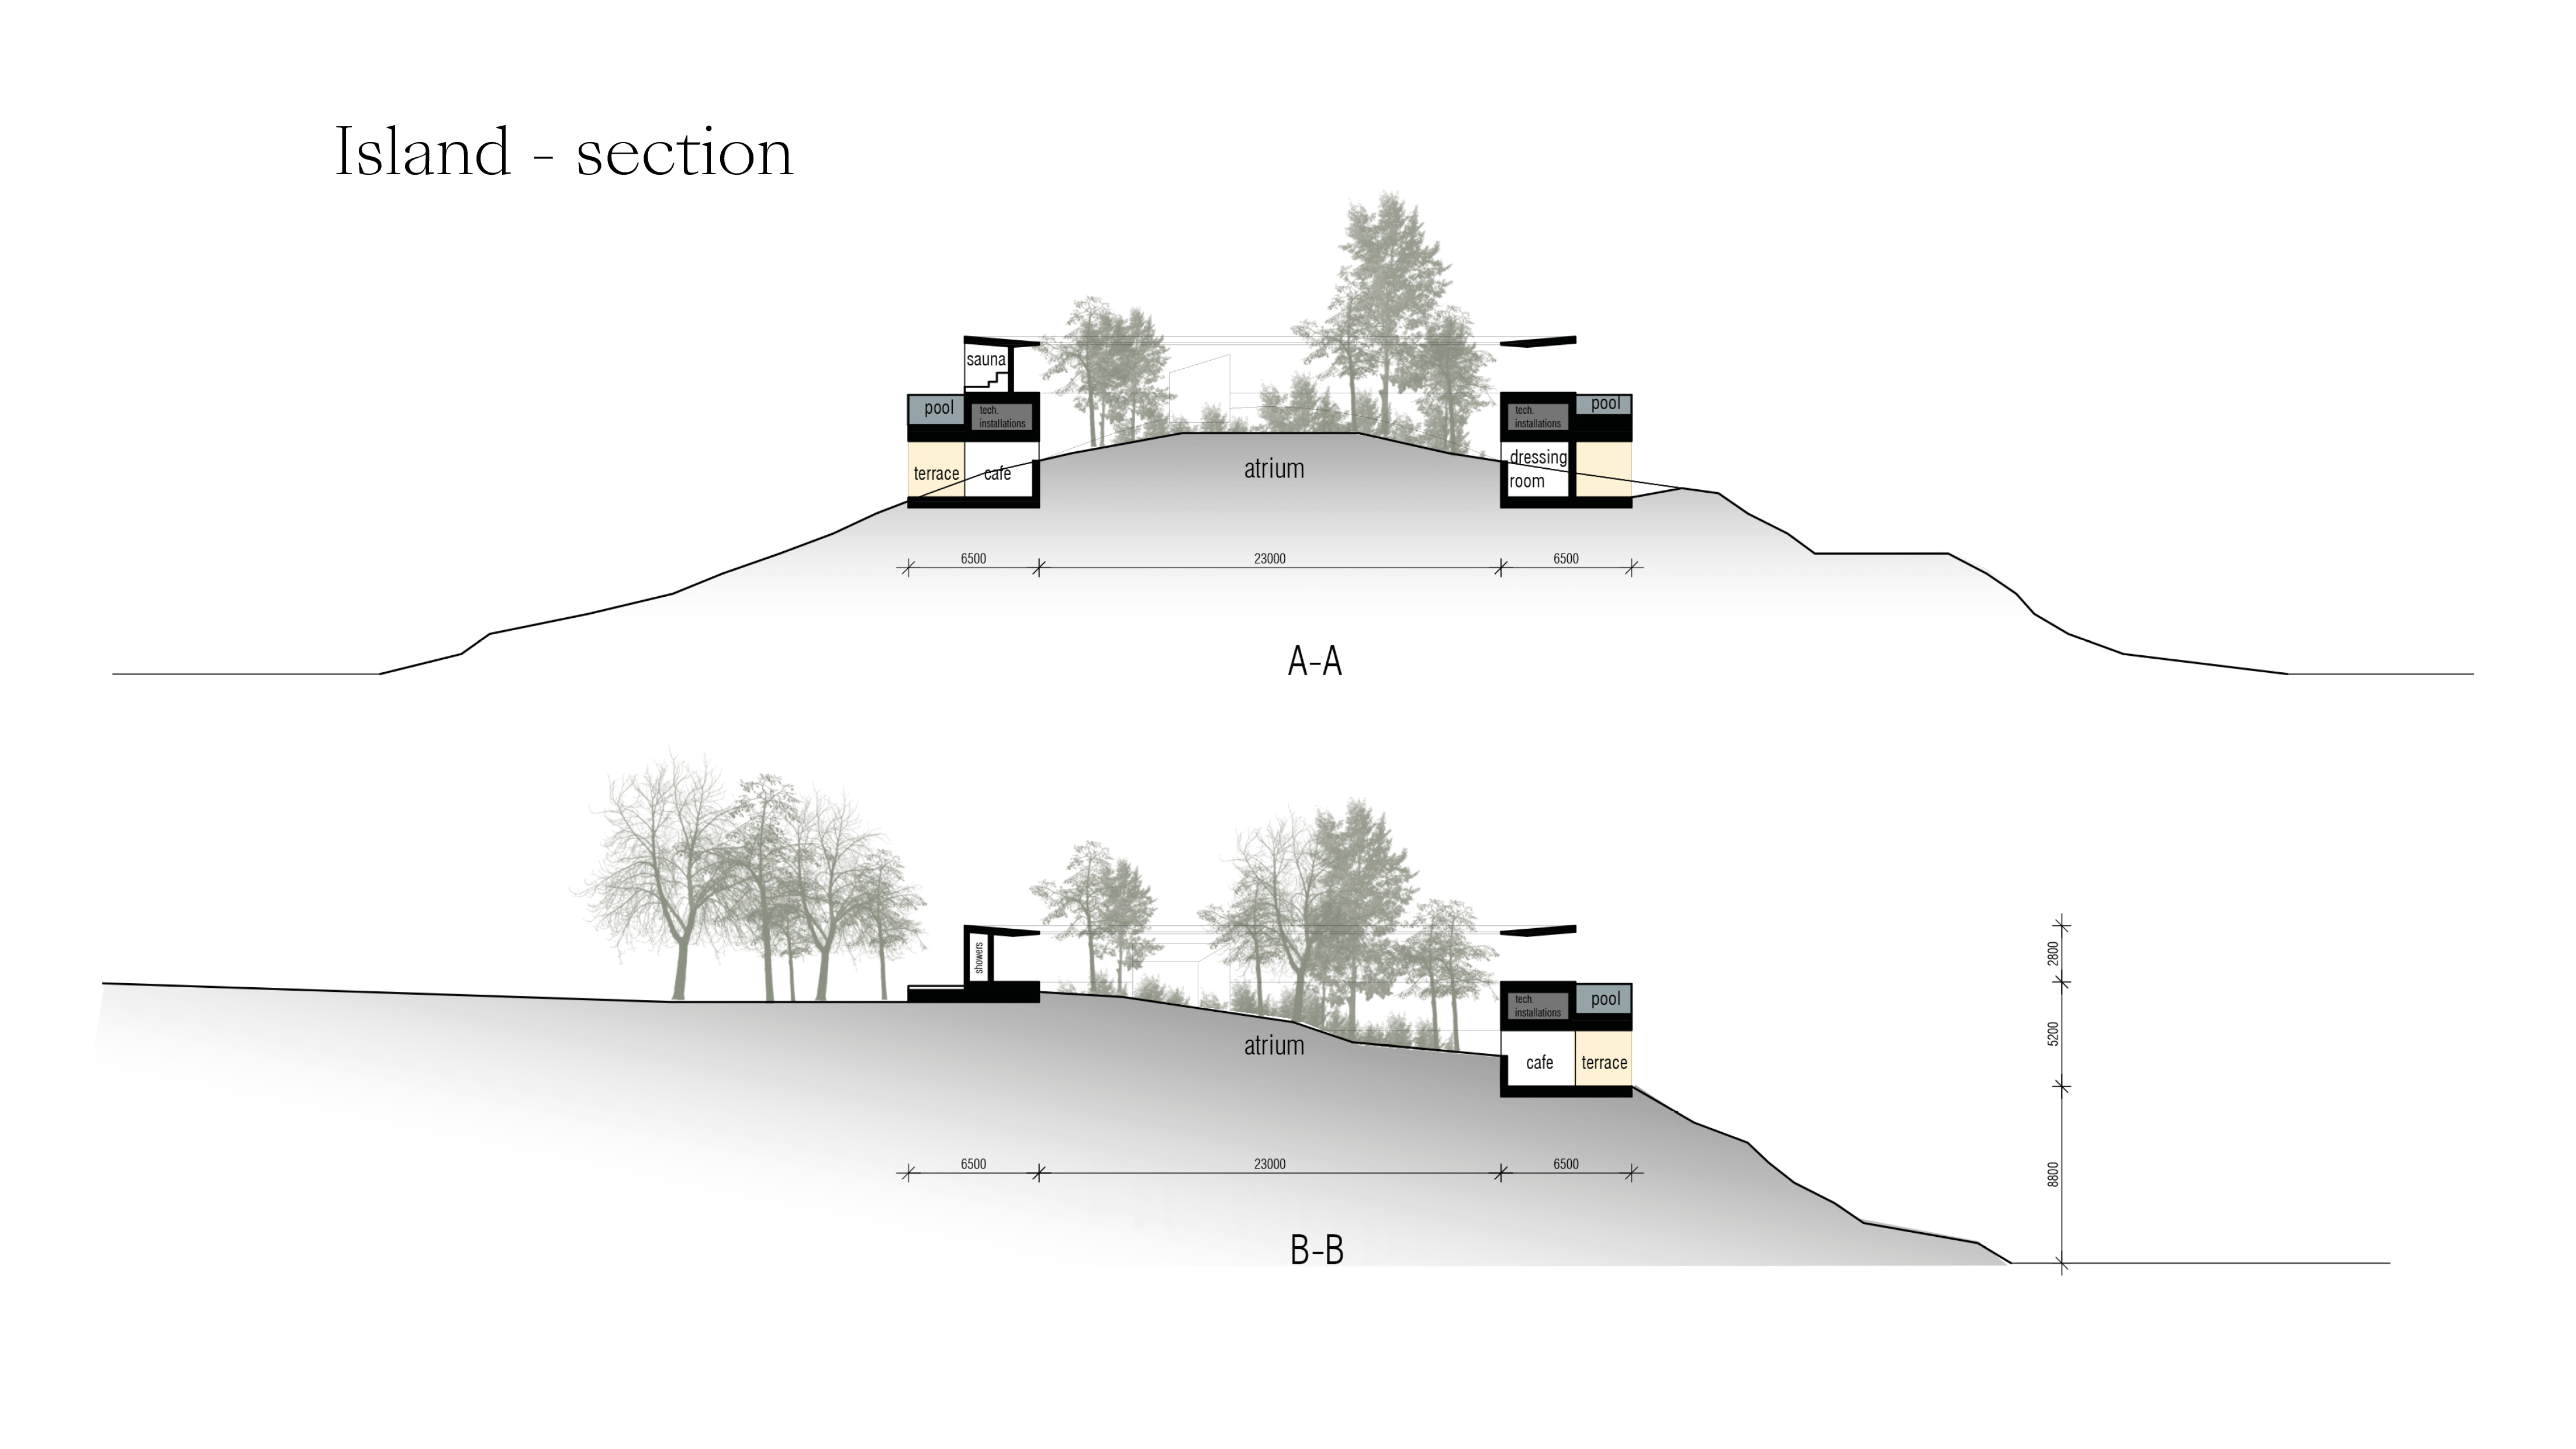 Island - section
sauna
pool
tech.
installations
tech.
installations
pool
terrace
cafe
atrium
dressing
room
6500
23000
6500
A-A
showers
tech.
installations
pool
atrium
cafe
terrace
2800
5200
8800
6500
23000
6500
B-B